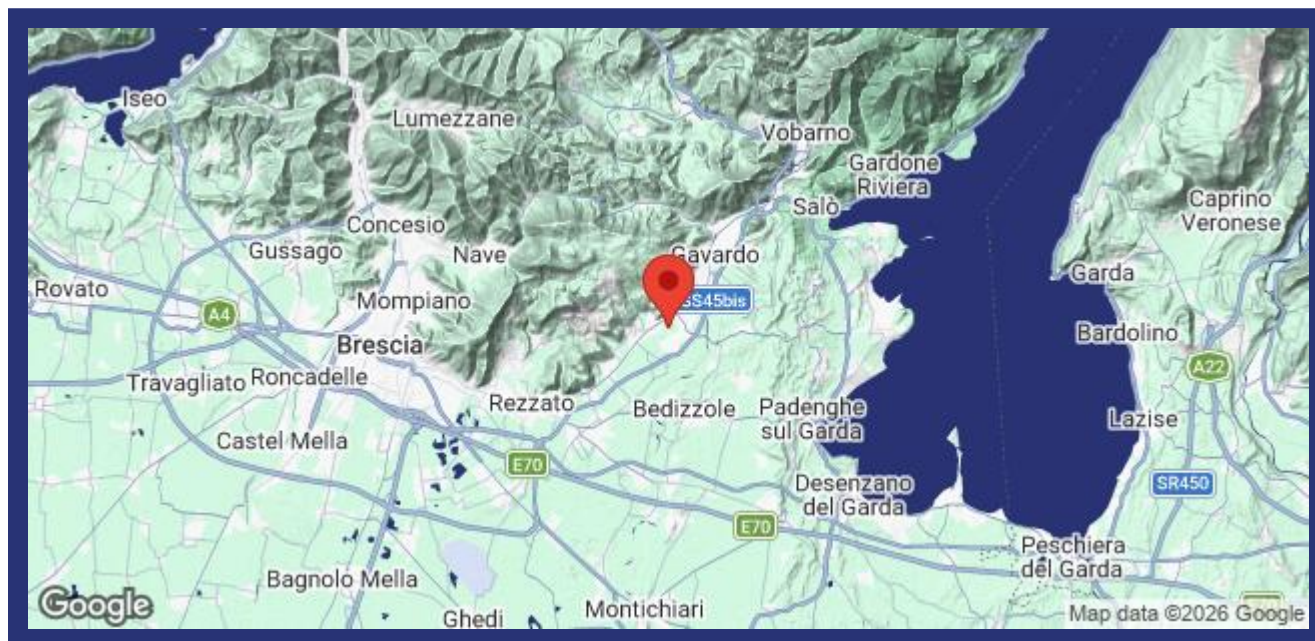 Iseo
Lumezzane
Vobarno
Gardone
Riviera
Caprino
Veronese
Salò
Concesio
Gussago
Nave
Gavardo
Garda
Rovato
Mompiano
SS45bis
A4
Brescia
Bardolino
A22
Travagliato
Roncadelle
Rezzato
Bedizzole
Padenghe
sul Garda
Lazise
Castel Mella
E70
Desenzano
del Garda
SR450
E70
Peschiera
del Garda
Bagnolo Mella
Ghedi
Montichiari
Google
Map data ©2026 Google